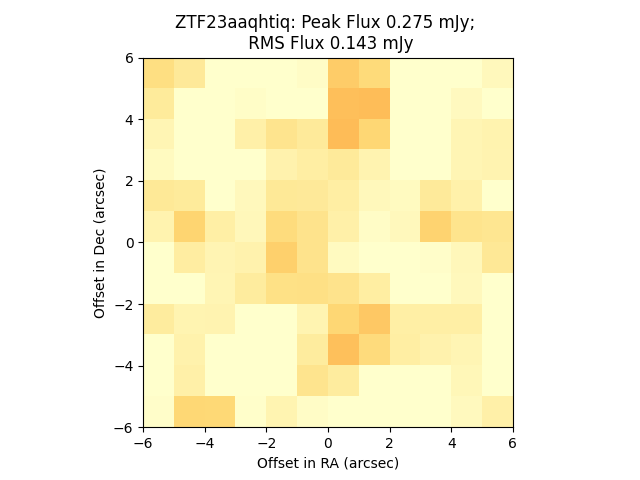 ZTF23aaqhtiq: Peak Flux 0.275 mJy;
RMS Flux 0.143 mJy
6
4
2
0
−2
−4
−6
Offset in Dec (arcsec)
−6 −4 −2 0 2 4 6
Offset in RA (arcsec)